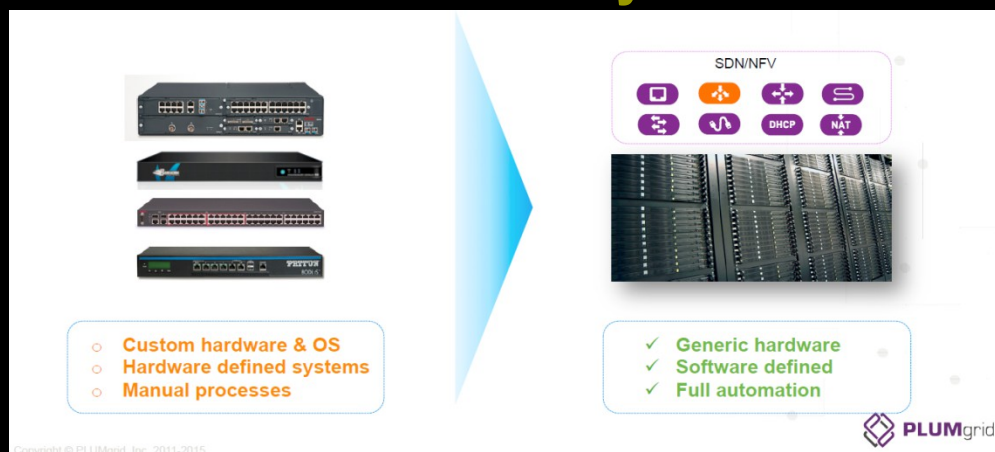 SDN/NFV
DHCP
NAT
PATTON
Custom hardware & OS
Hardware defined systems
Manual processes
✓ Generic hardware
✓ Software defined
✓ Full automation
PLUMgrid
Copyright © PLUMgrid, Inc. 2011-2015